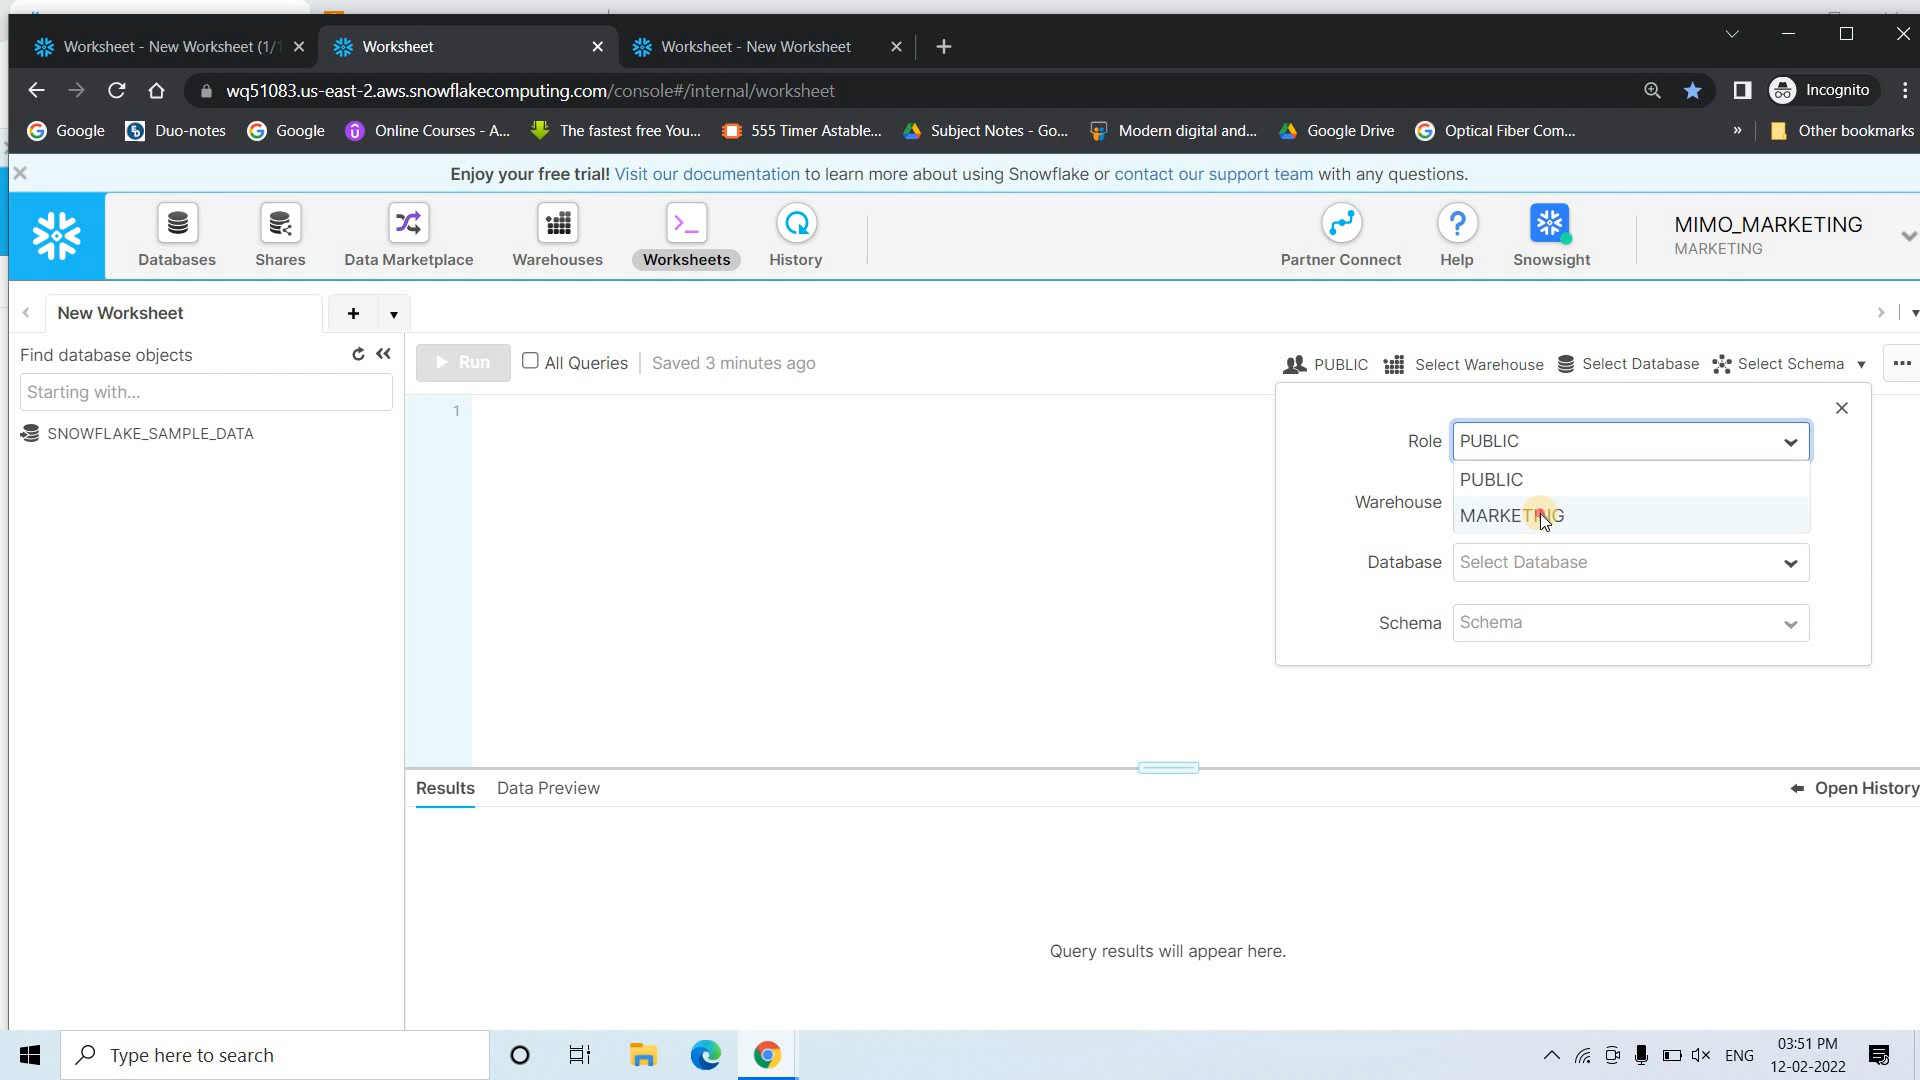 Worksheet - New Worksheet (1/
Worksheet
Worksheet - New Worksheet
wq51083.us-east-2.aws.snowflakecomputing.com/console#/internal/worksheet
Incognito
Google
Duo-notes
Google
Online Courses - A...
The fastest free You...
555 Timer Astable...
Subject Notes - Go...
Modern digital and...
Google Drive
Optical Fiber Com...
»
Other bookmarks
Enjoy your free trial! Visit our documentation to learn more about using Snowflake or contact our support team with any questions.
Databases
Shares
Data Marketplace
Warehouses
Worksheets
History
Partner Connect
Help
Snowsight
MIMO_MARKETING
MARKETING
New Worksheet
Find database objects
Starting with...
SNOWFLAKE_SAMPLE_DATA
Run
All Queries
Saved 3 minutes ago
PUBLIC
Select Warehouse
Select Database
Select Schema
1
Role
PUBLIC
PUBLIC
Warehouse
MARKETING
Database
Select Database
Schema
Schema
Results
Data Preview
Open History
Query results will appear here.
Type here to search
ENG
03:51 PM
12-02-2022